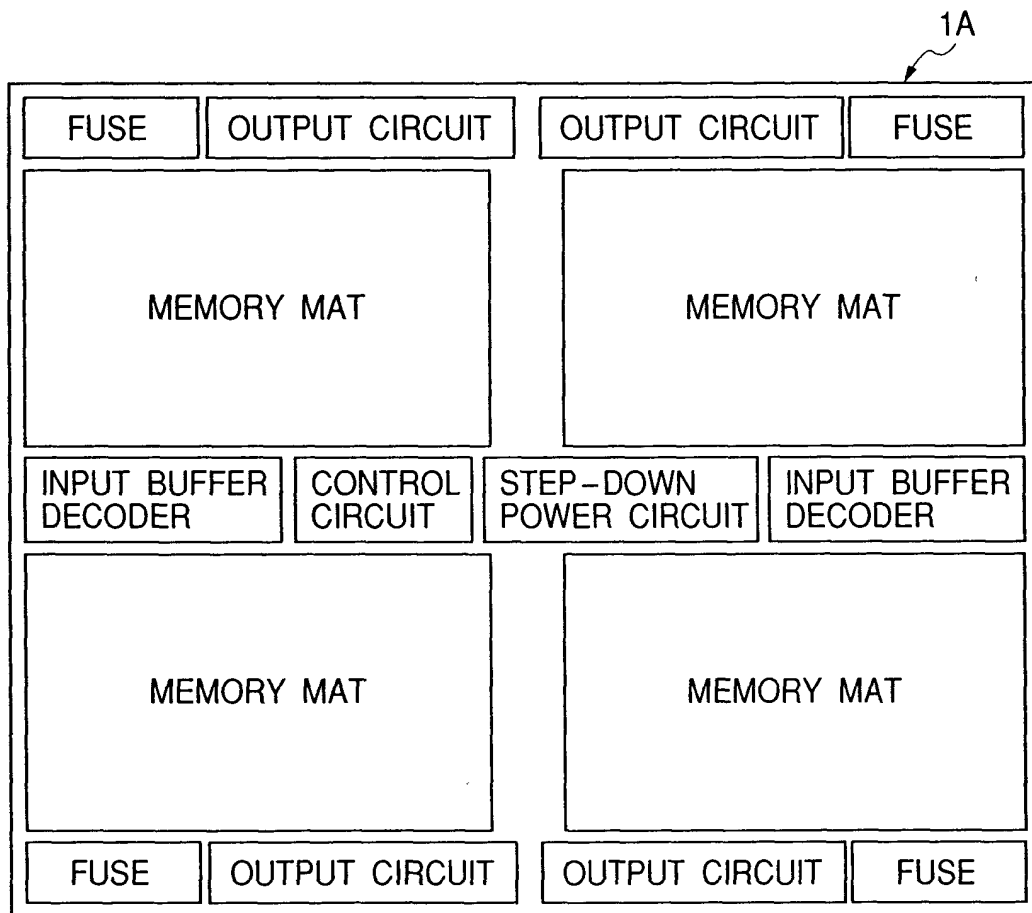 1A
FUSE OUTPUT CIRCUIT OUTPUT CIRCUIT FUSE
MEMORY MAT MEMORY MAT
INPUT BUFFER DECODER CONTROL CIRCUIT STEP-DOWN POWER CIRCUIT INPUT BUFFER DECODER
MEMORY MAT MEMORY MAT
FUSE OUTPUT CIRCUIT OUTPUT CIRCUIT FUSE